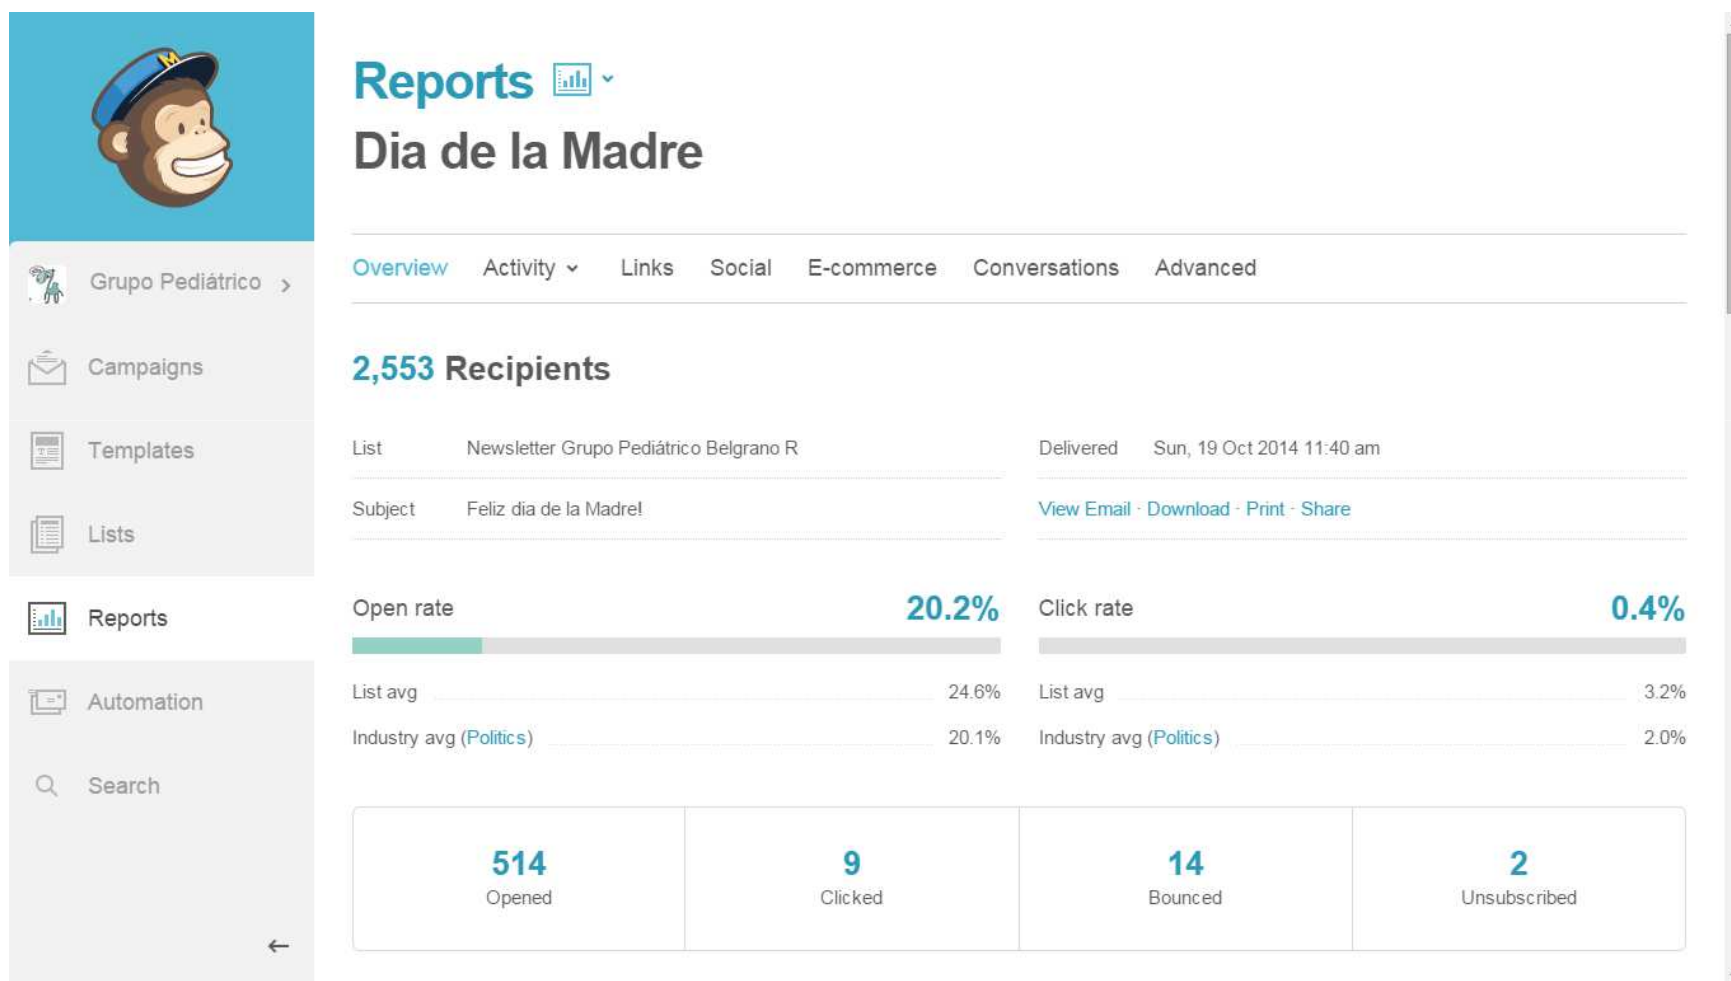 Reports
Dia de la Madre
Grupo Pediátrico
Campaigns
Templates
Lists
Reports
Automation
Search
Overview Activity Links Social E-commerce Conversations Advanced
2,553 Recipients
List Newsletter Grupo Pediátrico Belgrano R
Delivered Sun, 19 Oct 2014 11:40 am
Subject Feliz dia de la Madre!
View Email · Download · Print · Share
Open rate 20.2%
List avg 24.6%
Industry avg (Politics) 20.1%
Click rate 0.4%
List avg 3.2%
Industry avg (Politics) 2.0%
514
Opened
9
Clicked
14
Bounced
2
Unsubscribed